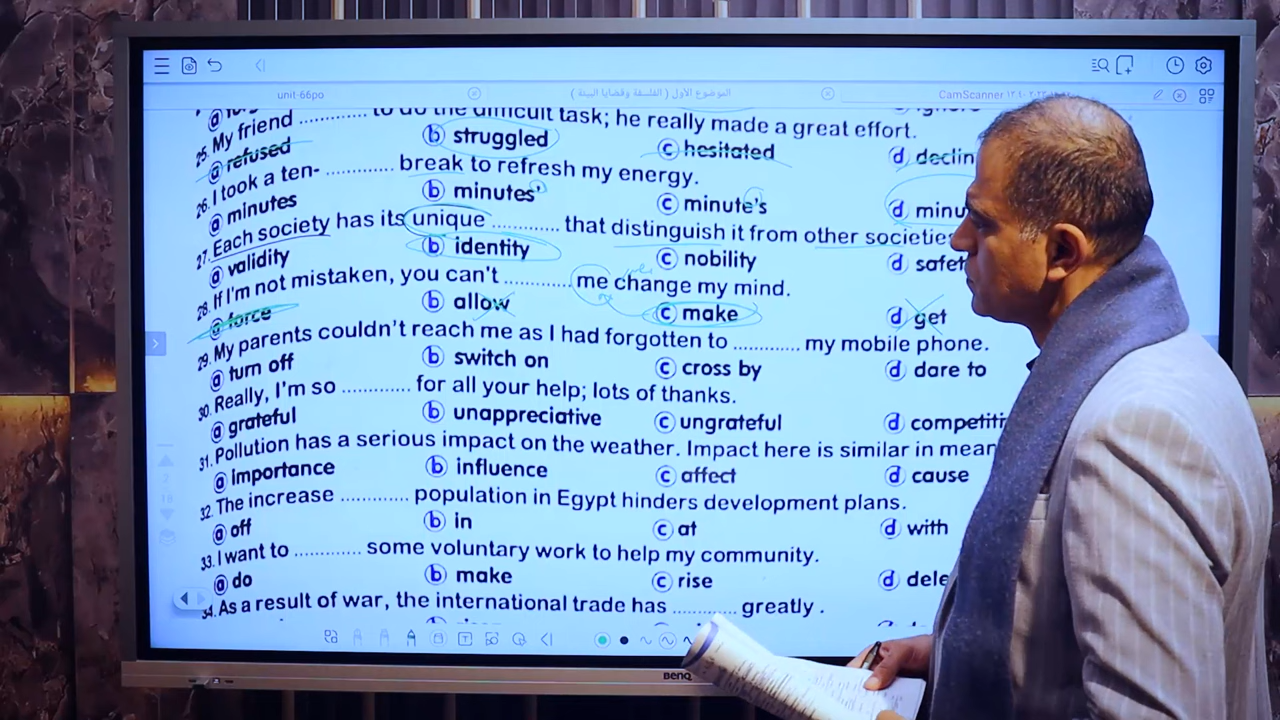 unit-66po
الموضوع الأول ( الفلسفة وقضايا البيئة )
CamScanner
25. My friend ............ to do the difficult task; he really made a great effort.
a refused b struggled c hesitated d declin
26. I took a ten- ............ break to refresh my energy.
a minutes b minutes' c minute's d minu
27. Each society has its unique ............ that distinguish it from other societies
a validity b identity c nobility d safet
28. If I'm not mistaken, you can't ............ me change my mind.
a force b allow c make d get
29. My parents couldn't reach me as I had forgotten to ............ my mobile phone.
a turn off b switch on c cross by d dare to
30. Really, I'm so ............ for all your help; lots of thanks.
a grateful b unappreciative c ungrateful d competiti
31. Pollution has a serious impact on the weather. Impact here is similar in mean
a importance b influence c affect d cause
32. The increase ............ population in Egypt hinders development plans.
a off b in c at d with
33. I want to ............ some voluntary work to help my community.
a do b make c rise d dele
34. As a result of war, the international trade has ............ greatly .
BenQ